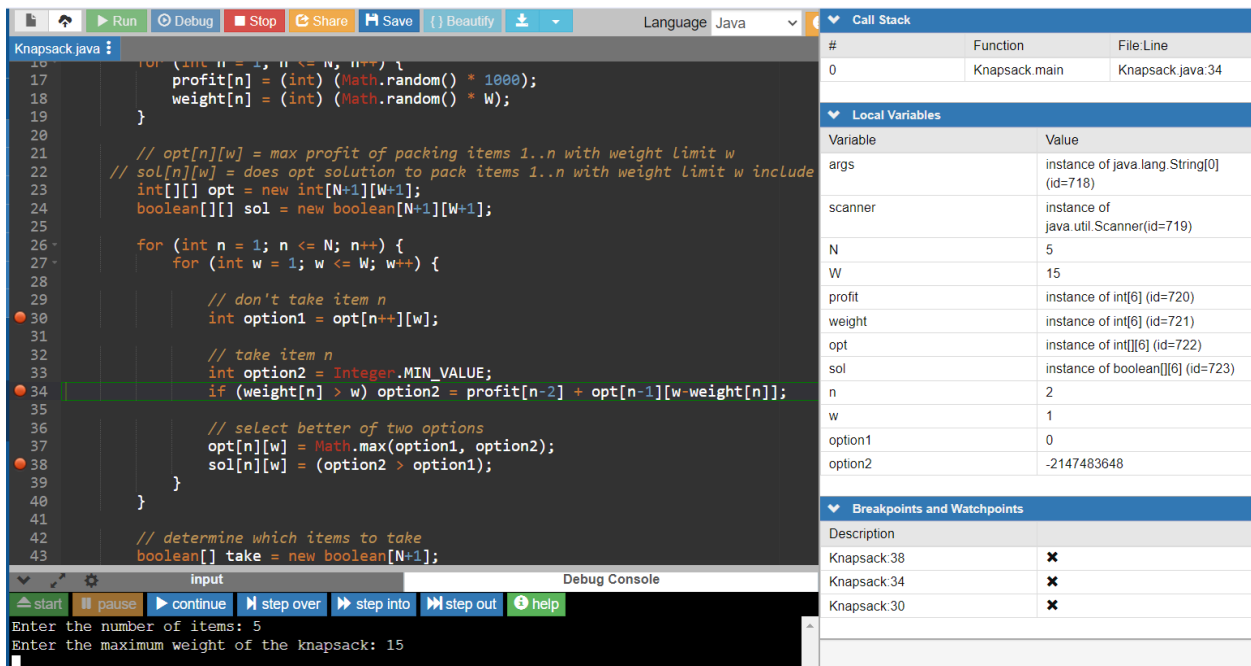 Run Debug Stop Share Save { } Beautify Language Java
Knapsack.java
16 for (int n = 1; n <= N; n++) {
17 profit[n] = (int) (Math.random() * 1000);
18 weight[n] = (int) (Math.random() * W);
19 }
20
21 // opt[n][w] = max profit of packing items 1..n with weight limit w
22 // sol[n][w] = does opt solution to pack items 1..n with weight limit w include
23 int[][] opt = new int[N+1][W+1];
24 boolean[][] sol = new boolean[N+1][W+1];
25
26 for (int n = 1; n <= N; n++) {
27 for (int w = 1; w <= W; w++) {
28
29 // don't take item n
30 int option1 = opt[n++][w];
31
32 // take item n
33 int option2 = Integer.MIN_VALUE;
34 if (weight[n] > w) option2 = profit[n-2] + opt[n-1][w-weight[n]];
35
36 // select better of two options
37 opt[n][w] = Math.max(option1, option2);
38 sol[n][w] = (option2 > option1);
39 }
40 }
41
42 // determine which items to take
43 boolean[] take = new boolean[N+1];
input Debug Console
start pause continue step over step into step out help
Enter the number of items: 5
Enter the maximum weight of the knapsack: 15
Call Stack
# Function File:Line
0 Knapsack.main Knapsack.java:34
Local Variables
Variable Value
args instance of java.lang.String[0]
(id=718)
scanner instance of
java.util.Scanner(id=719)
N 5
W 15
profit instance of int[6] (id=720)
weight instance of int[6] (id=721)
opt instance of int[][6] (id=722)
sol instance of boolean[][6] (id=723)
n 2
w 1
option1 0
option2 -2147483648
Breakpoints and Watchpoints
Description
Knapsack:38 ✖
Knapsack:34 ✖
Knapsack:30 ✖